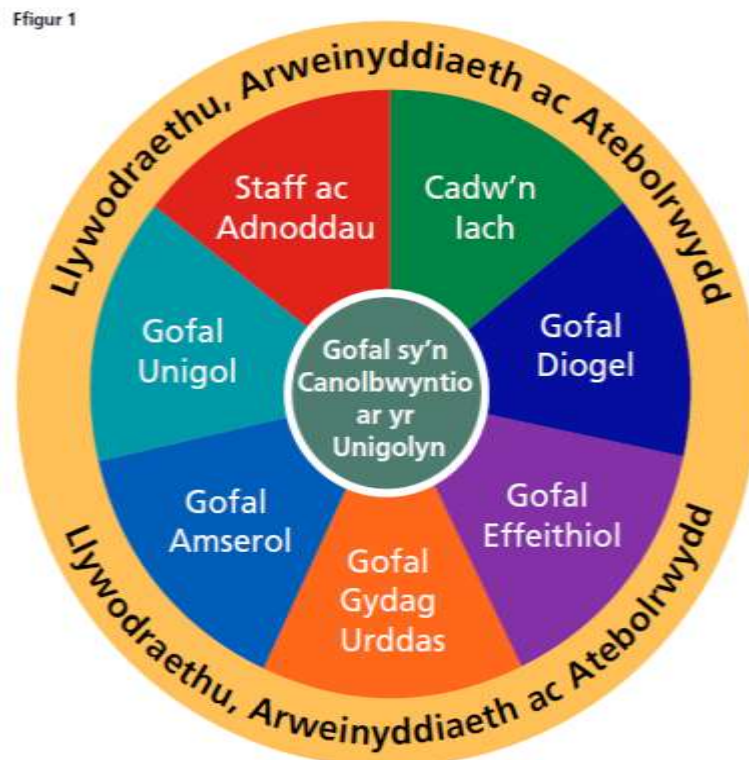 Ffigur 1
Llywodraethu, Arweinyddiaeth ac Atebolrwydd
Staff ac
Adnoddau
Cadw'n
Iach
Gofal
Unigol
Gofal
Diogel
Gofal sy'n
Canolbwyntio
ar yr
Unigolyn
Gofal
Amserol
Gofal
Effeithiol
Gofal
Gydag
Urddas
Llywodraethu, Arweinyddiaeth ac Atebolrwydd